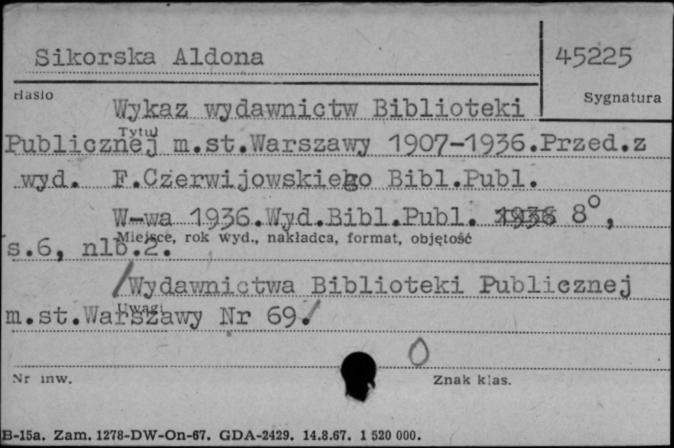 Sikorska Aldona 45225
Hasło Sygnatura
Wykaz wydawnictw Biblioteki
Tytuł
Publicznej m.st.Warszawy 1907-1936.Przed.z
wyd. F.Czerwijowskiego Bibl.Publ.
W-wa 1936.Wyd.Bibl.Publ. 8°,
Miejsce, rok wyd., nakładca, format, objętość
s.6, nlb.2.
/Wydawnictwa Biblioteki Publicznej
Uwagi
m.st.Warszawy Nr 69./
0
Nr inw. Znak klas.
B-15a. Zam. 1278-DW-On-67. GDA-2429. 14.8.67. 1 520 000.